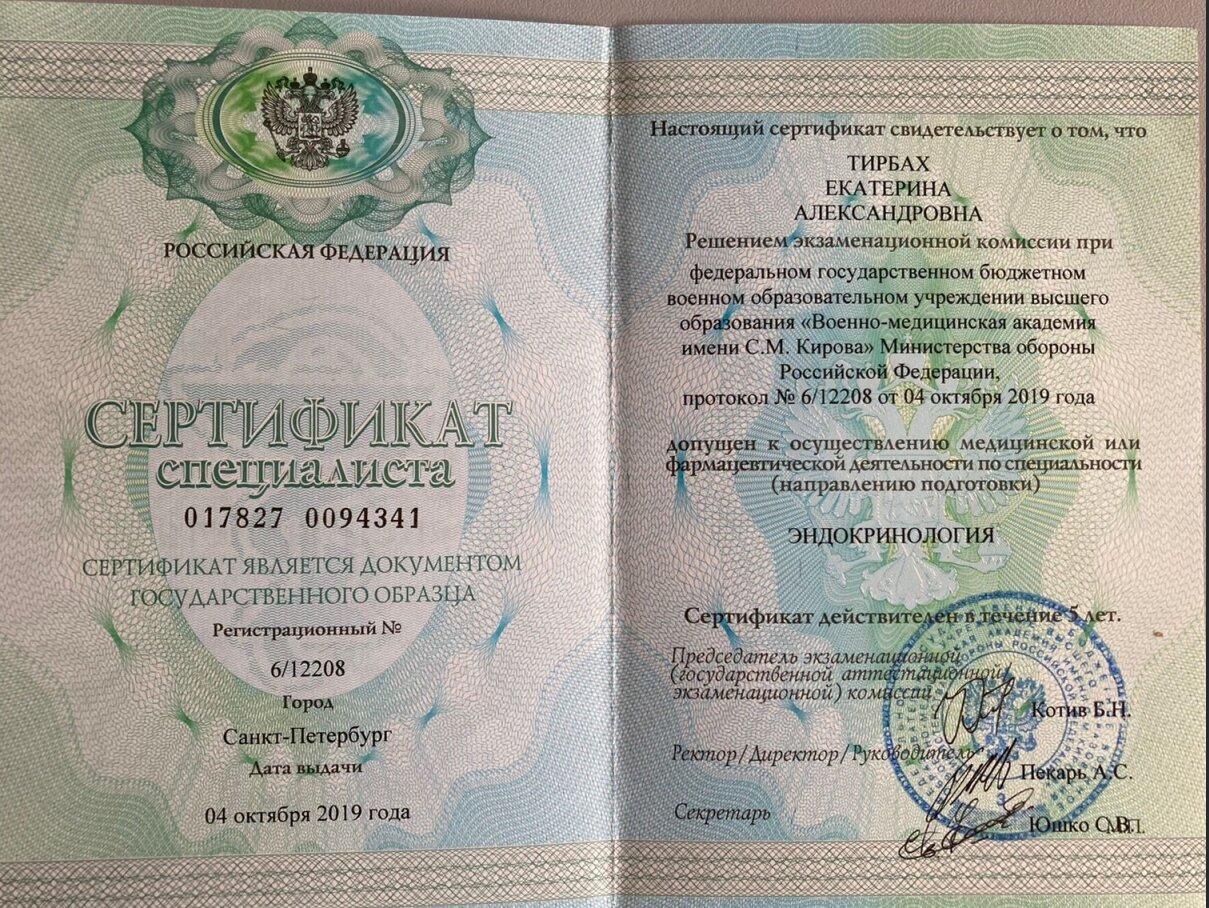 РОССИЙСКАЯ ФЕДЕРАЦИЯ
СЕРТИФИКАТ
специалиста
017827 0094341
СЕРТИФИКАТ ЯВЛЯЕТСЯ ДОКУМЕНТОМ
ГОСУДАРСТВЕННОГО ОБРАЗЦА
Регистрационный №
6/12208
Город
Санкт-Петербург
Дата выдачи
04 октября 2019 года
Настоящий сертификат свидетельствует о том, что
ТИРБАХ
ЕКАТЕРИНА
АЛЕКСАНДРОВНА
Решением экзаменационной комиссии при
федеральном государственном бюджетном
военном образовательном учреждении высшего
образования «Военно-медицинская академия
имени С.М. Кирова» Министерства обороны
Российской Федерации,
протокол № 6/12208 от 04 октября 2019 года
допущен к осуществлению медицинской или
фармацевтической деятельности по специальности
(направлению подготовки)
ЭНДОКРИНОЛОГИЯ
Сертификат действителен в течение 5 лет.
Председатель экзаменационной
(государственной аттестационной/
экзаменационной) комиссии
Котив Б.Н.
Ректор/Директор/Руководитель
Пекарь А.С.
Секретарь
Юшко О.В.
М.П.